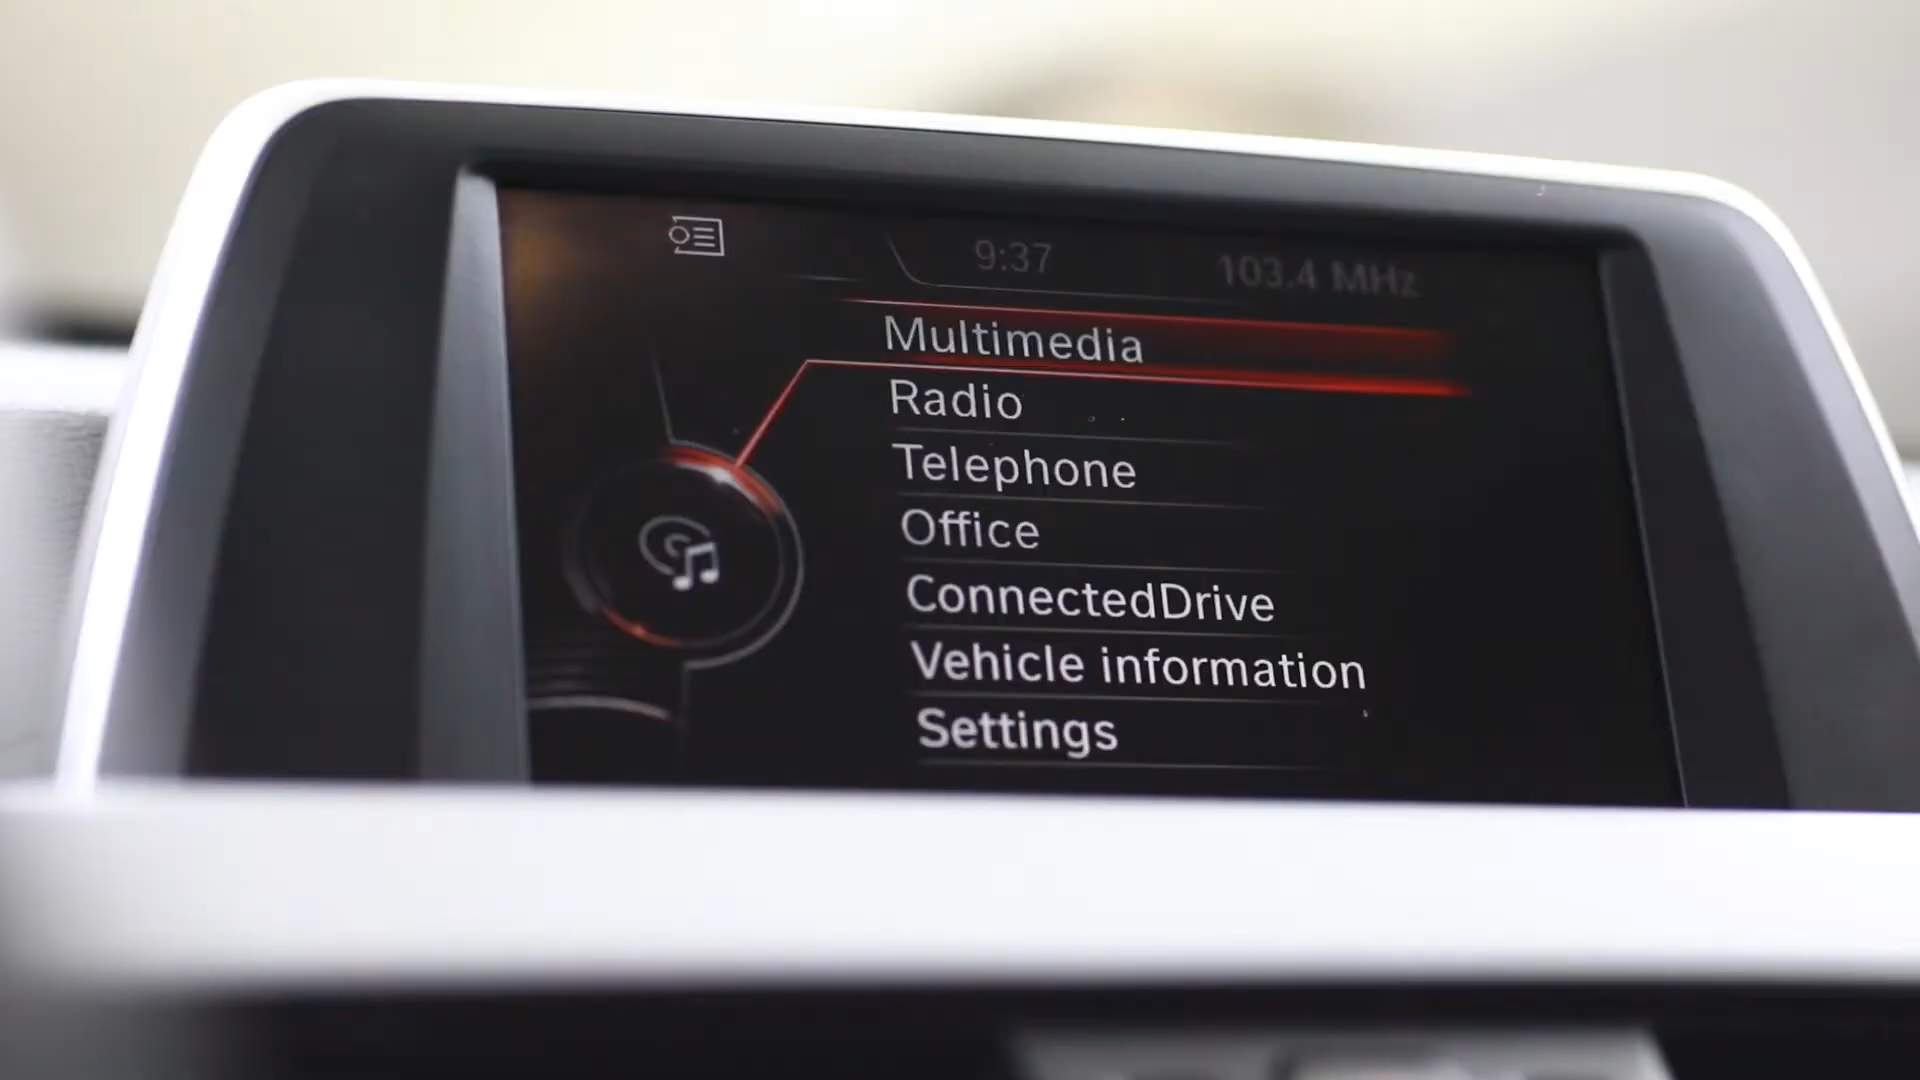 9:37 103.4 MHz
Multimedia
Radio
Telephone
Office
ConnectedDrive
Vehicle information
Settings